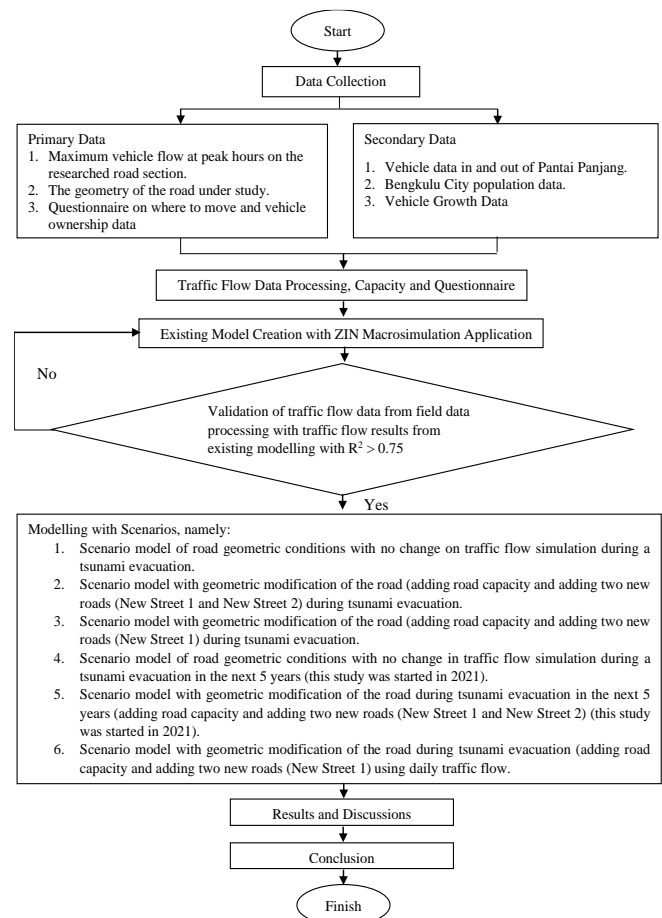 Start
Data Collection
Primary Data
1. Maximum vehicle flow at peak hours on the
researched road section.
2. The geometry of the road under study.
3. Questionnaire on where to move and vehicle
ownership data
Secondary Data
1. Vehicle data in and out of Pantai Panjang.
2. Bengkulu City population data.
3. Vehicle Growth Data
Traffic Flow Data Processing, Capacity and Questionnaire
Existing Model Creation with ZIN Macrosimulation Application
No
Validation of traffic flow data from field data
processing with traffic flow results from
existing modelling with R² > 0.75
Yes
Modelling with Scenarios, namely:
1. Scenario model of road geometric conditions with no change on traffic flow simulation during a
tsunami evacuation.
2. Scenario model with geometric modification of the road (adding road capacity and adding two new
roads (New Street 1 and New Street 2) during tsunami evacuation.
3. Scenario model with geometric modification of the road (adding road capacity and adding two new
roads (New Street 1) during tsunami evacuation.
4. Scenario model of road geometric conditions with no change in traffic flow simulation during a
tsunami evacuation in the next 5 years (this study was started in 2021).
5. Scenario model with geometric modification of the road during tsunami evacuation in the next 5
years (adding road capacity and adding two new roads (New Street 1 and New Street 2) (this study
was started in 2021).
6. Scenario model with geometric modification of the road during tsunami evacuation (adding road
capacity and adding two new roads (New Street 1) using daily traffic flow.
Results and Discussions
Conclusion
Finish